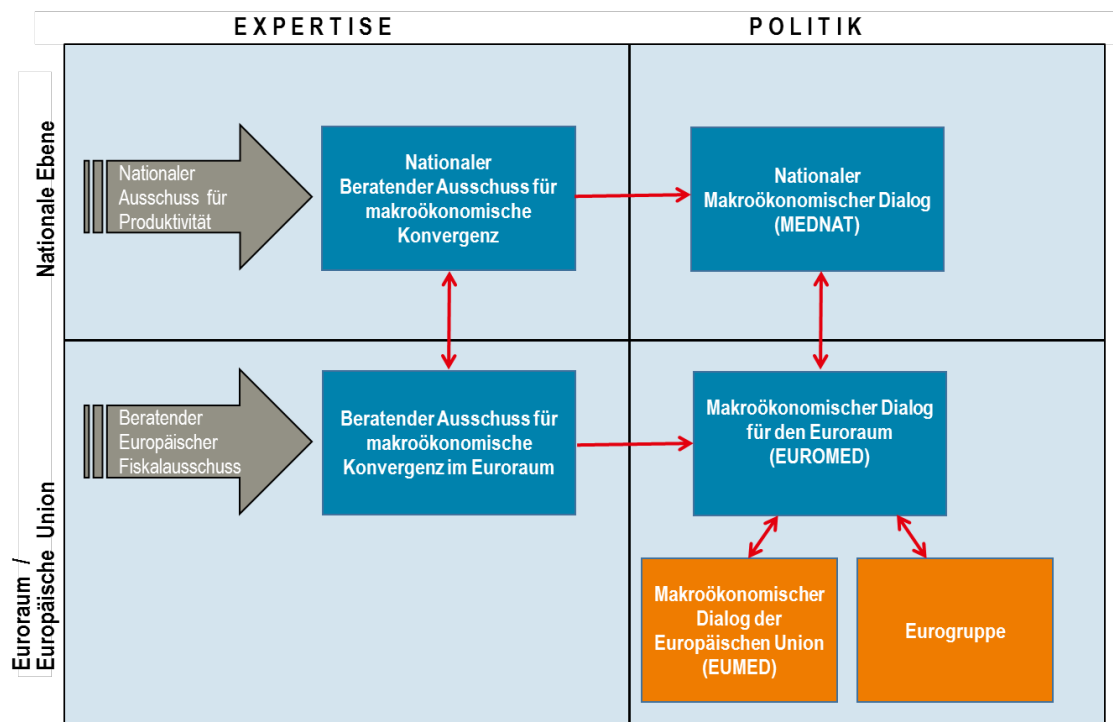 EXPERTISE
POLITIK
Nationale Ebene
Nationaler
Ausschuss für
Produktivität
Nationaler
Beratender Ausschuss für
makroökonomische
Konvergenz
Nationaler
Makroökonomischer Dialog
(MEDNAT)
Euroraum /
Europäische Union
Beratender
Europäischer
Fiskalausschuss
Beratender Ausschuss für
makroökonomische
Konvergenz im Euroraum
Makroökonomischer Dialog
für den Euroraum
(EUROMED)
Makroökonomischer
Dialog der
Europäischen Union
(EUMED)
Eurogruppe